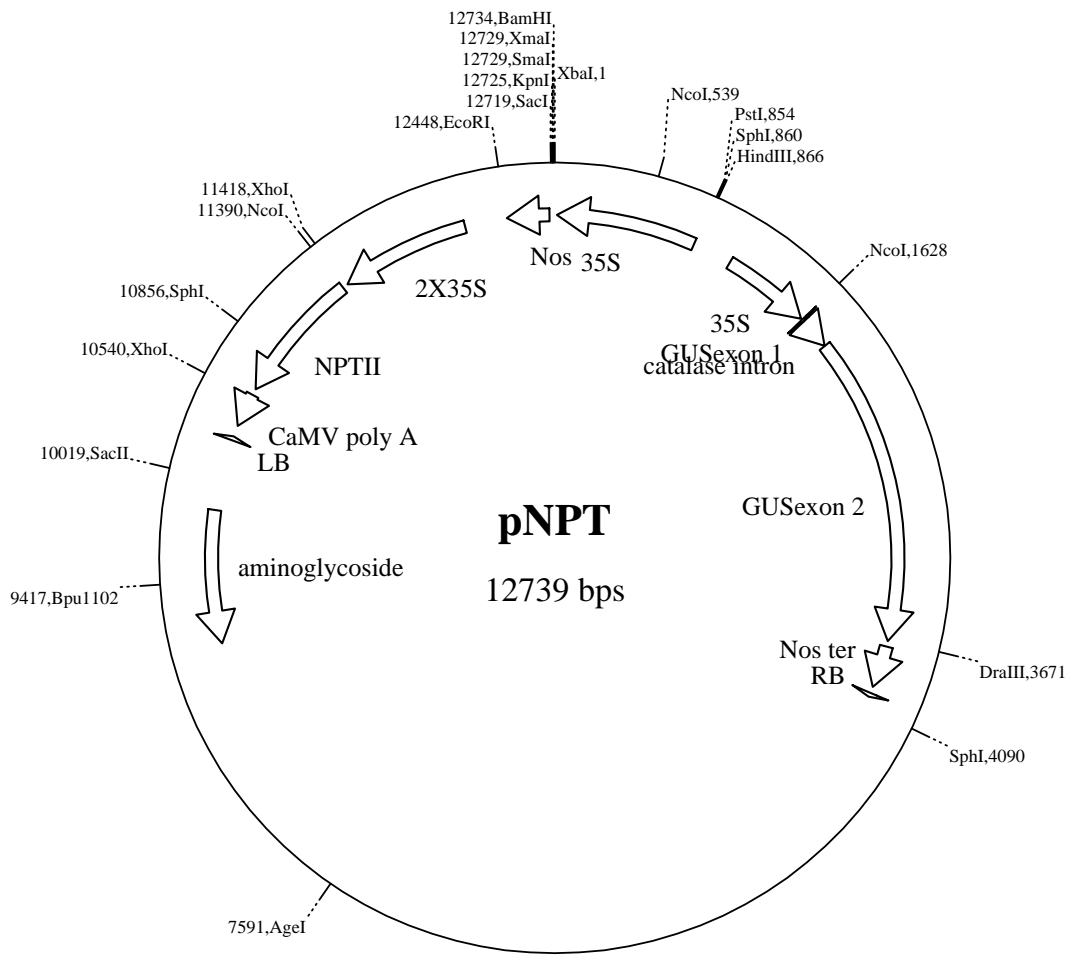 12734,BamHI
12729,XmaI
12729,SmaI
12725,KpnI
12719,SacI
XbaI,1
12448,EcoRI
NcoI,539
PstI,854
SphI,860
HindIII,866
11418,XhoI
11390,NcoI
NcoI,1628
Nos
35S
2X35S
10856,SphI
35S
10540,XhoI
GUSexon 1
catalase intron
NPTII
CaMV poly A
LB
10019,SacII
GUSexon 2
pNPT
12739 bps
aminoglycoside
9417,Bpu1102
Nos ter
RB
DraIII,3671
SphI,4090
7591,AgeI